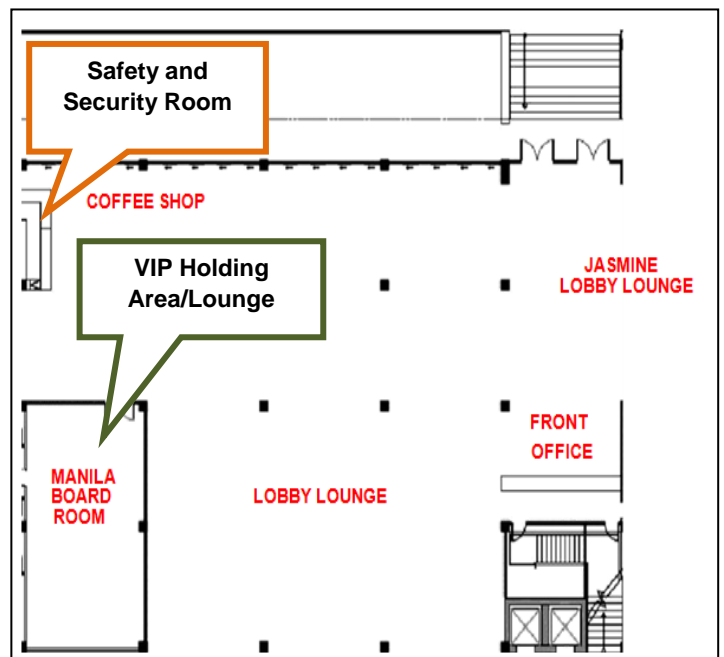 Safety and
Security Room
COFFEE SHOP
VIP Holding
Area/Lounge
JASMINE
LOBBY LOUNGE
FRONT
OFFICE
MANILA
BOARD
ROOM
LOBBY LOUNGE